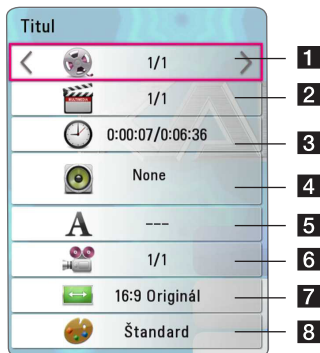 Titul
1/1 1
MULTIMEDIA
1/1 2
0:00:07/0:06:36 3
None 4
A --- 5
1/1 6
16:9 Originál 7
Štandard 8